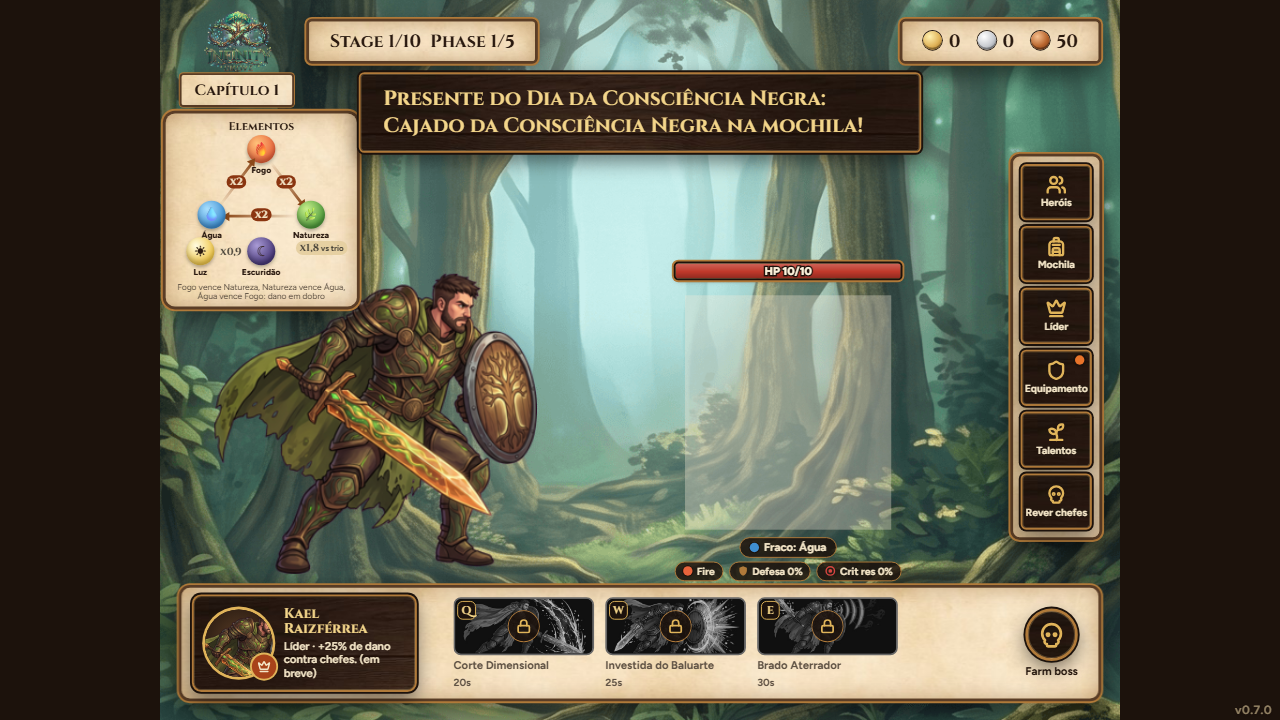 Stage 1/10 Phase 1/5
0 0 50
Capítulo 1
Presente do Dia da Consciência Negra:
Cajado da Consciência Negra na mochila!
Elementos
Fogo
x2 x2
x2
Água
Natureza
x0,9
x1,8 vs trio
Luz
Escuridão
Fogo vence Natureza, Natureza vence Água,
Água vence Fogo: dano em dobro
HP 10/10
Heróis
Mochila
Líder
Equipamento
Talentos
Rever chefes
Fraco: Água
Fire
Defesa 0%
Crit res 0%
Kael
Raizférrea
Líder · +25% de dano
contra chefes. (em
breve)
Q
Corte Dimensional
20s
W
Investida do Baluarte
25s
E
Brado Aterrador
30s
Farm boss
v0.7.0